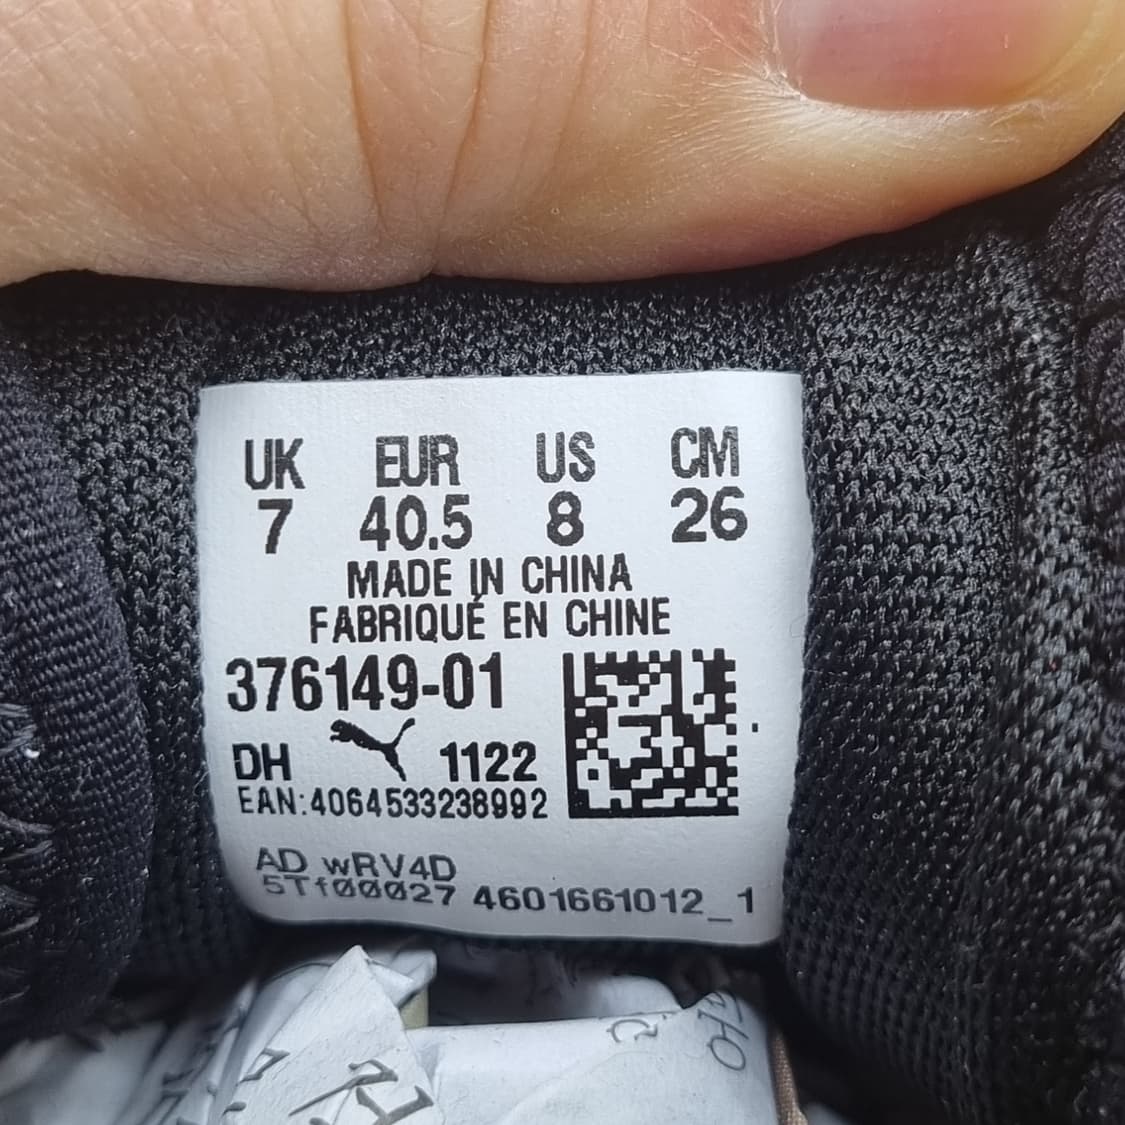 UK EUR US CM
7 40.5 8 26
MADE IN CHINA
FABRIQUÉ EN CHINE
376149-01
DH 1122
EAN:4064533238992
AD wRV4D
5Tf00027 4601661012_1